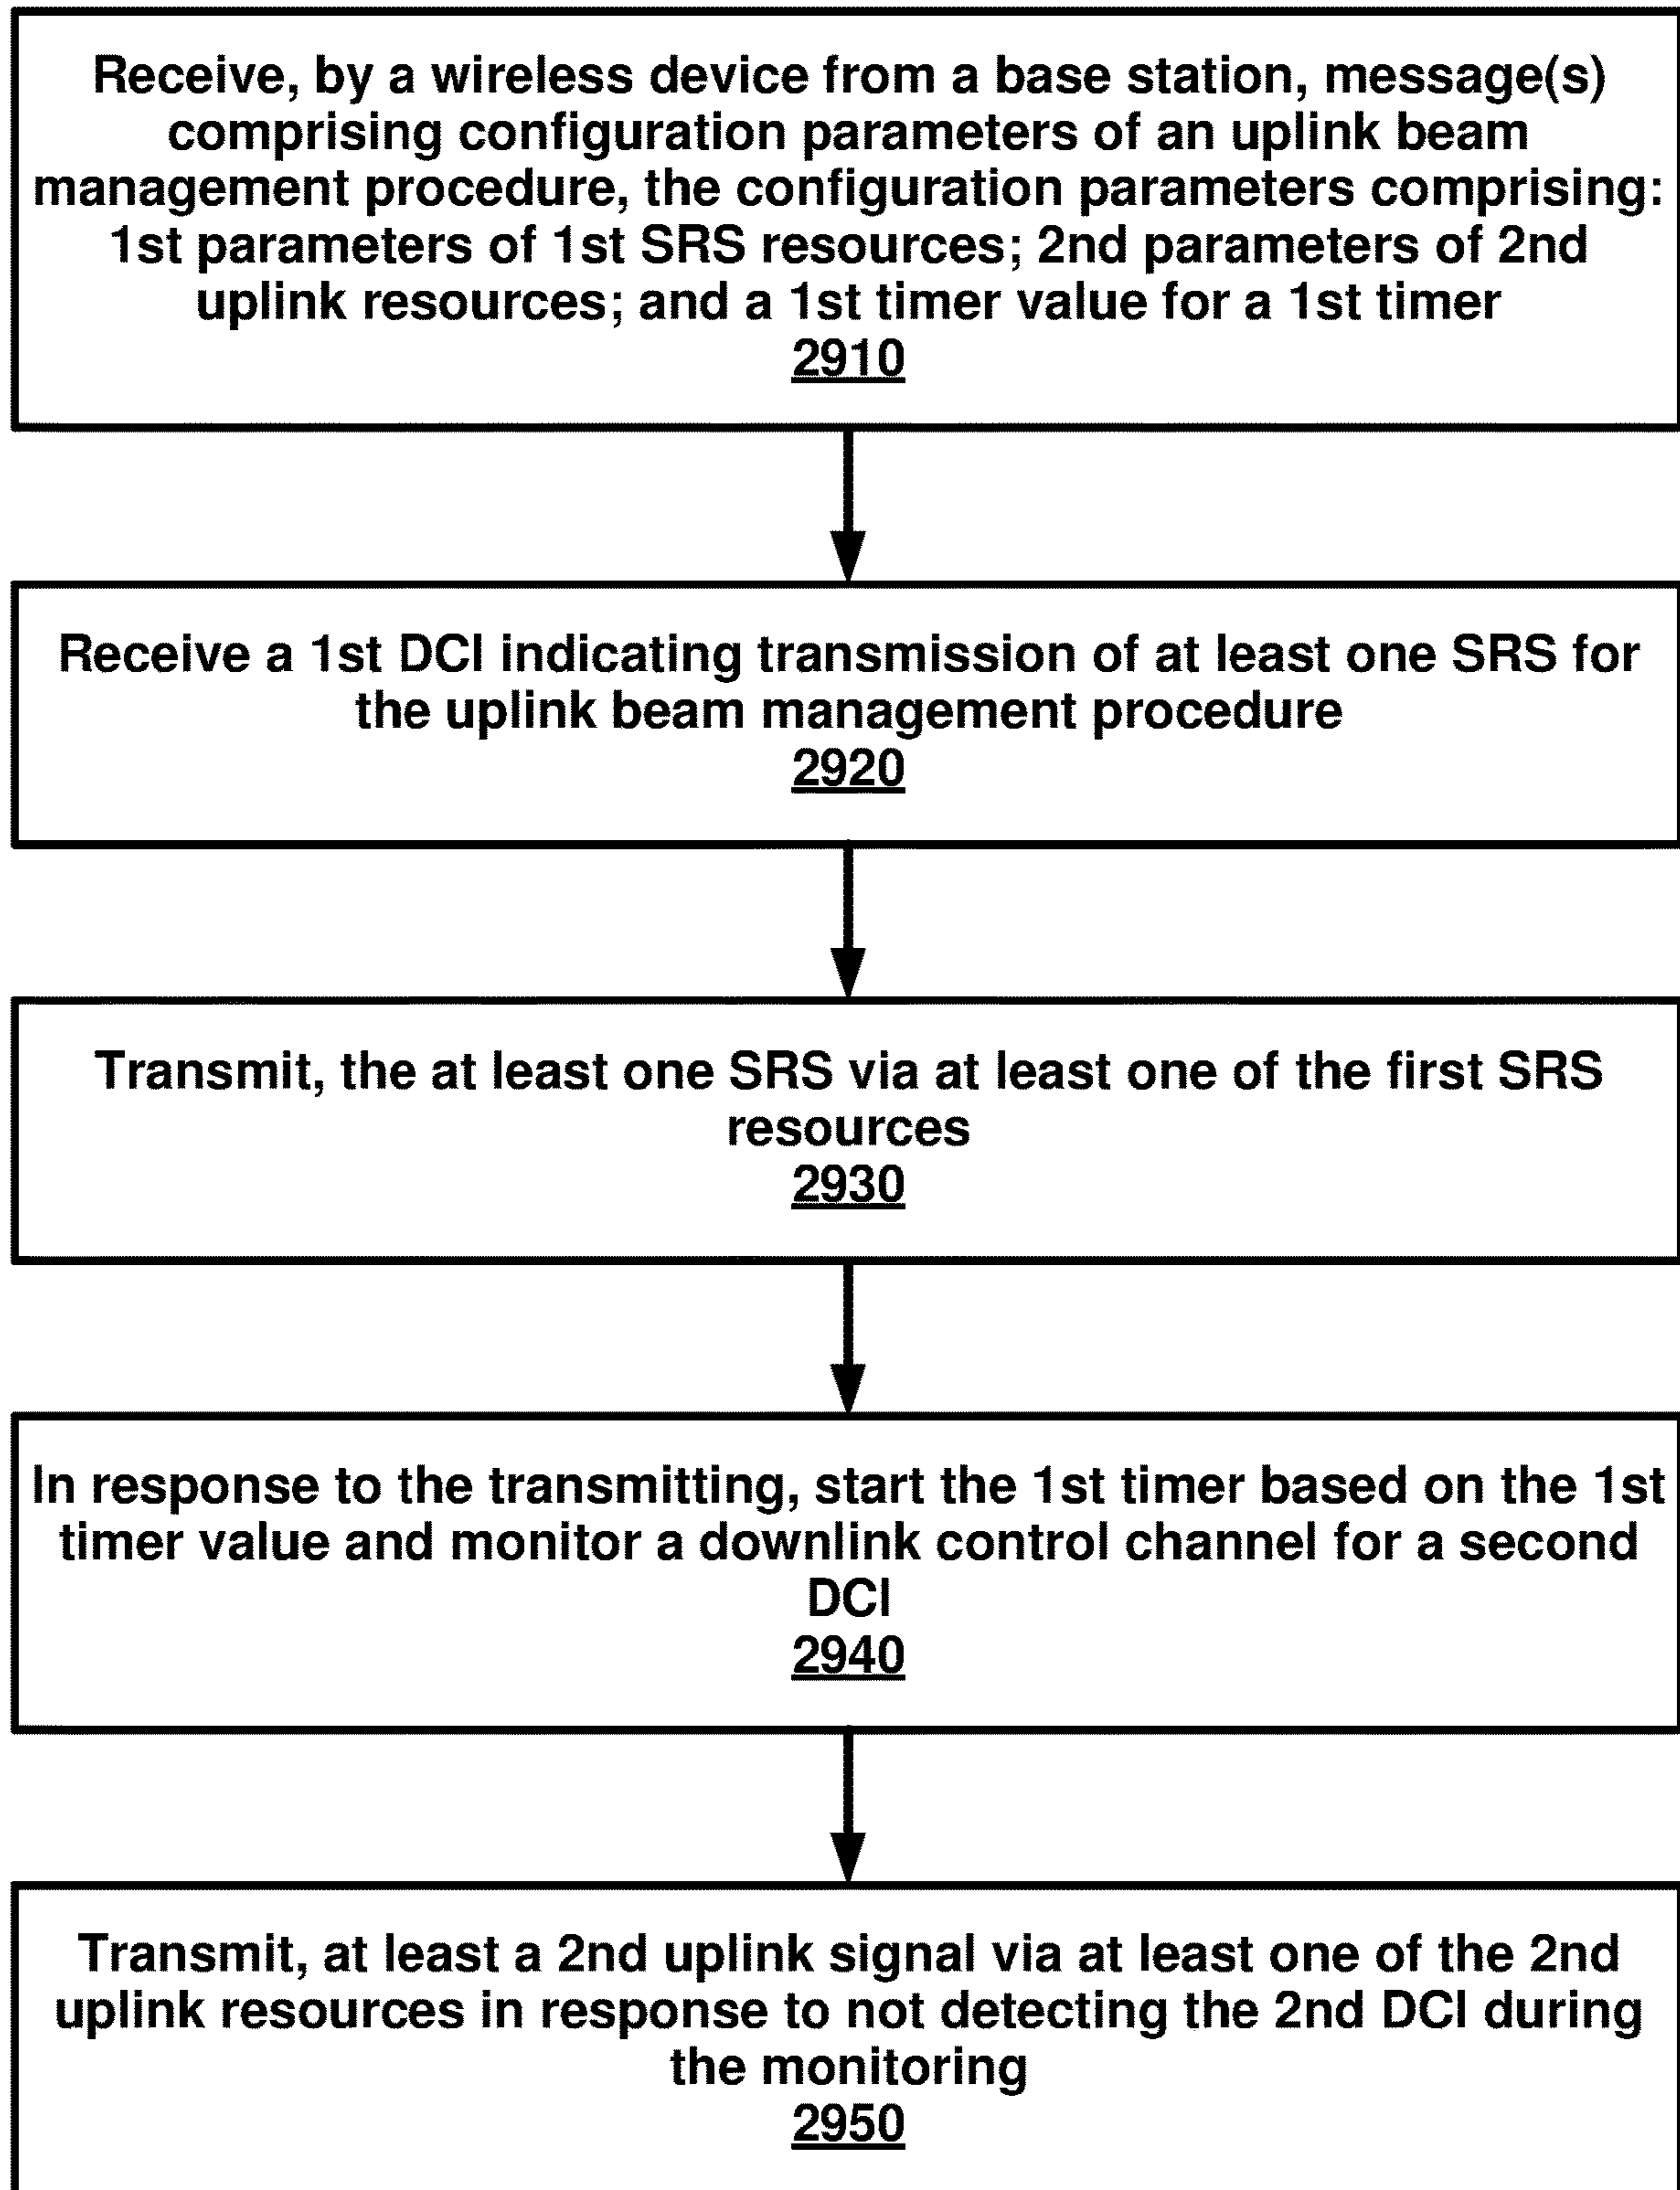 Receive, by a wireless device from a base station, message(s)
comprising configuration parameters of an uplink beam
management procedure, the configuration parameters comprising:
1st parameters of 1st SRS resources; 2nd parameters of 2nd
uplink resources; and a 1st timer value for a 1st timer
2910
Receive a 1st DCI indicating transmission of at least one SRS for
the uplink beam management procedure
2920
Transmit, the at least one SRS via at least one of the first SRS
resources
2930
In response to the transmitting, start the 1st timer based on the 1st
timer value and monitor a downlink control channel for a second
DCI
2940
Transmit, at least a 2nd uplink signal via at least one of the 2nd
uplink resources in response to not detecting the 2nd DCI during
the monitoring
2950